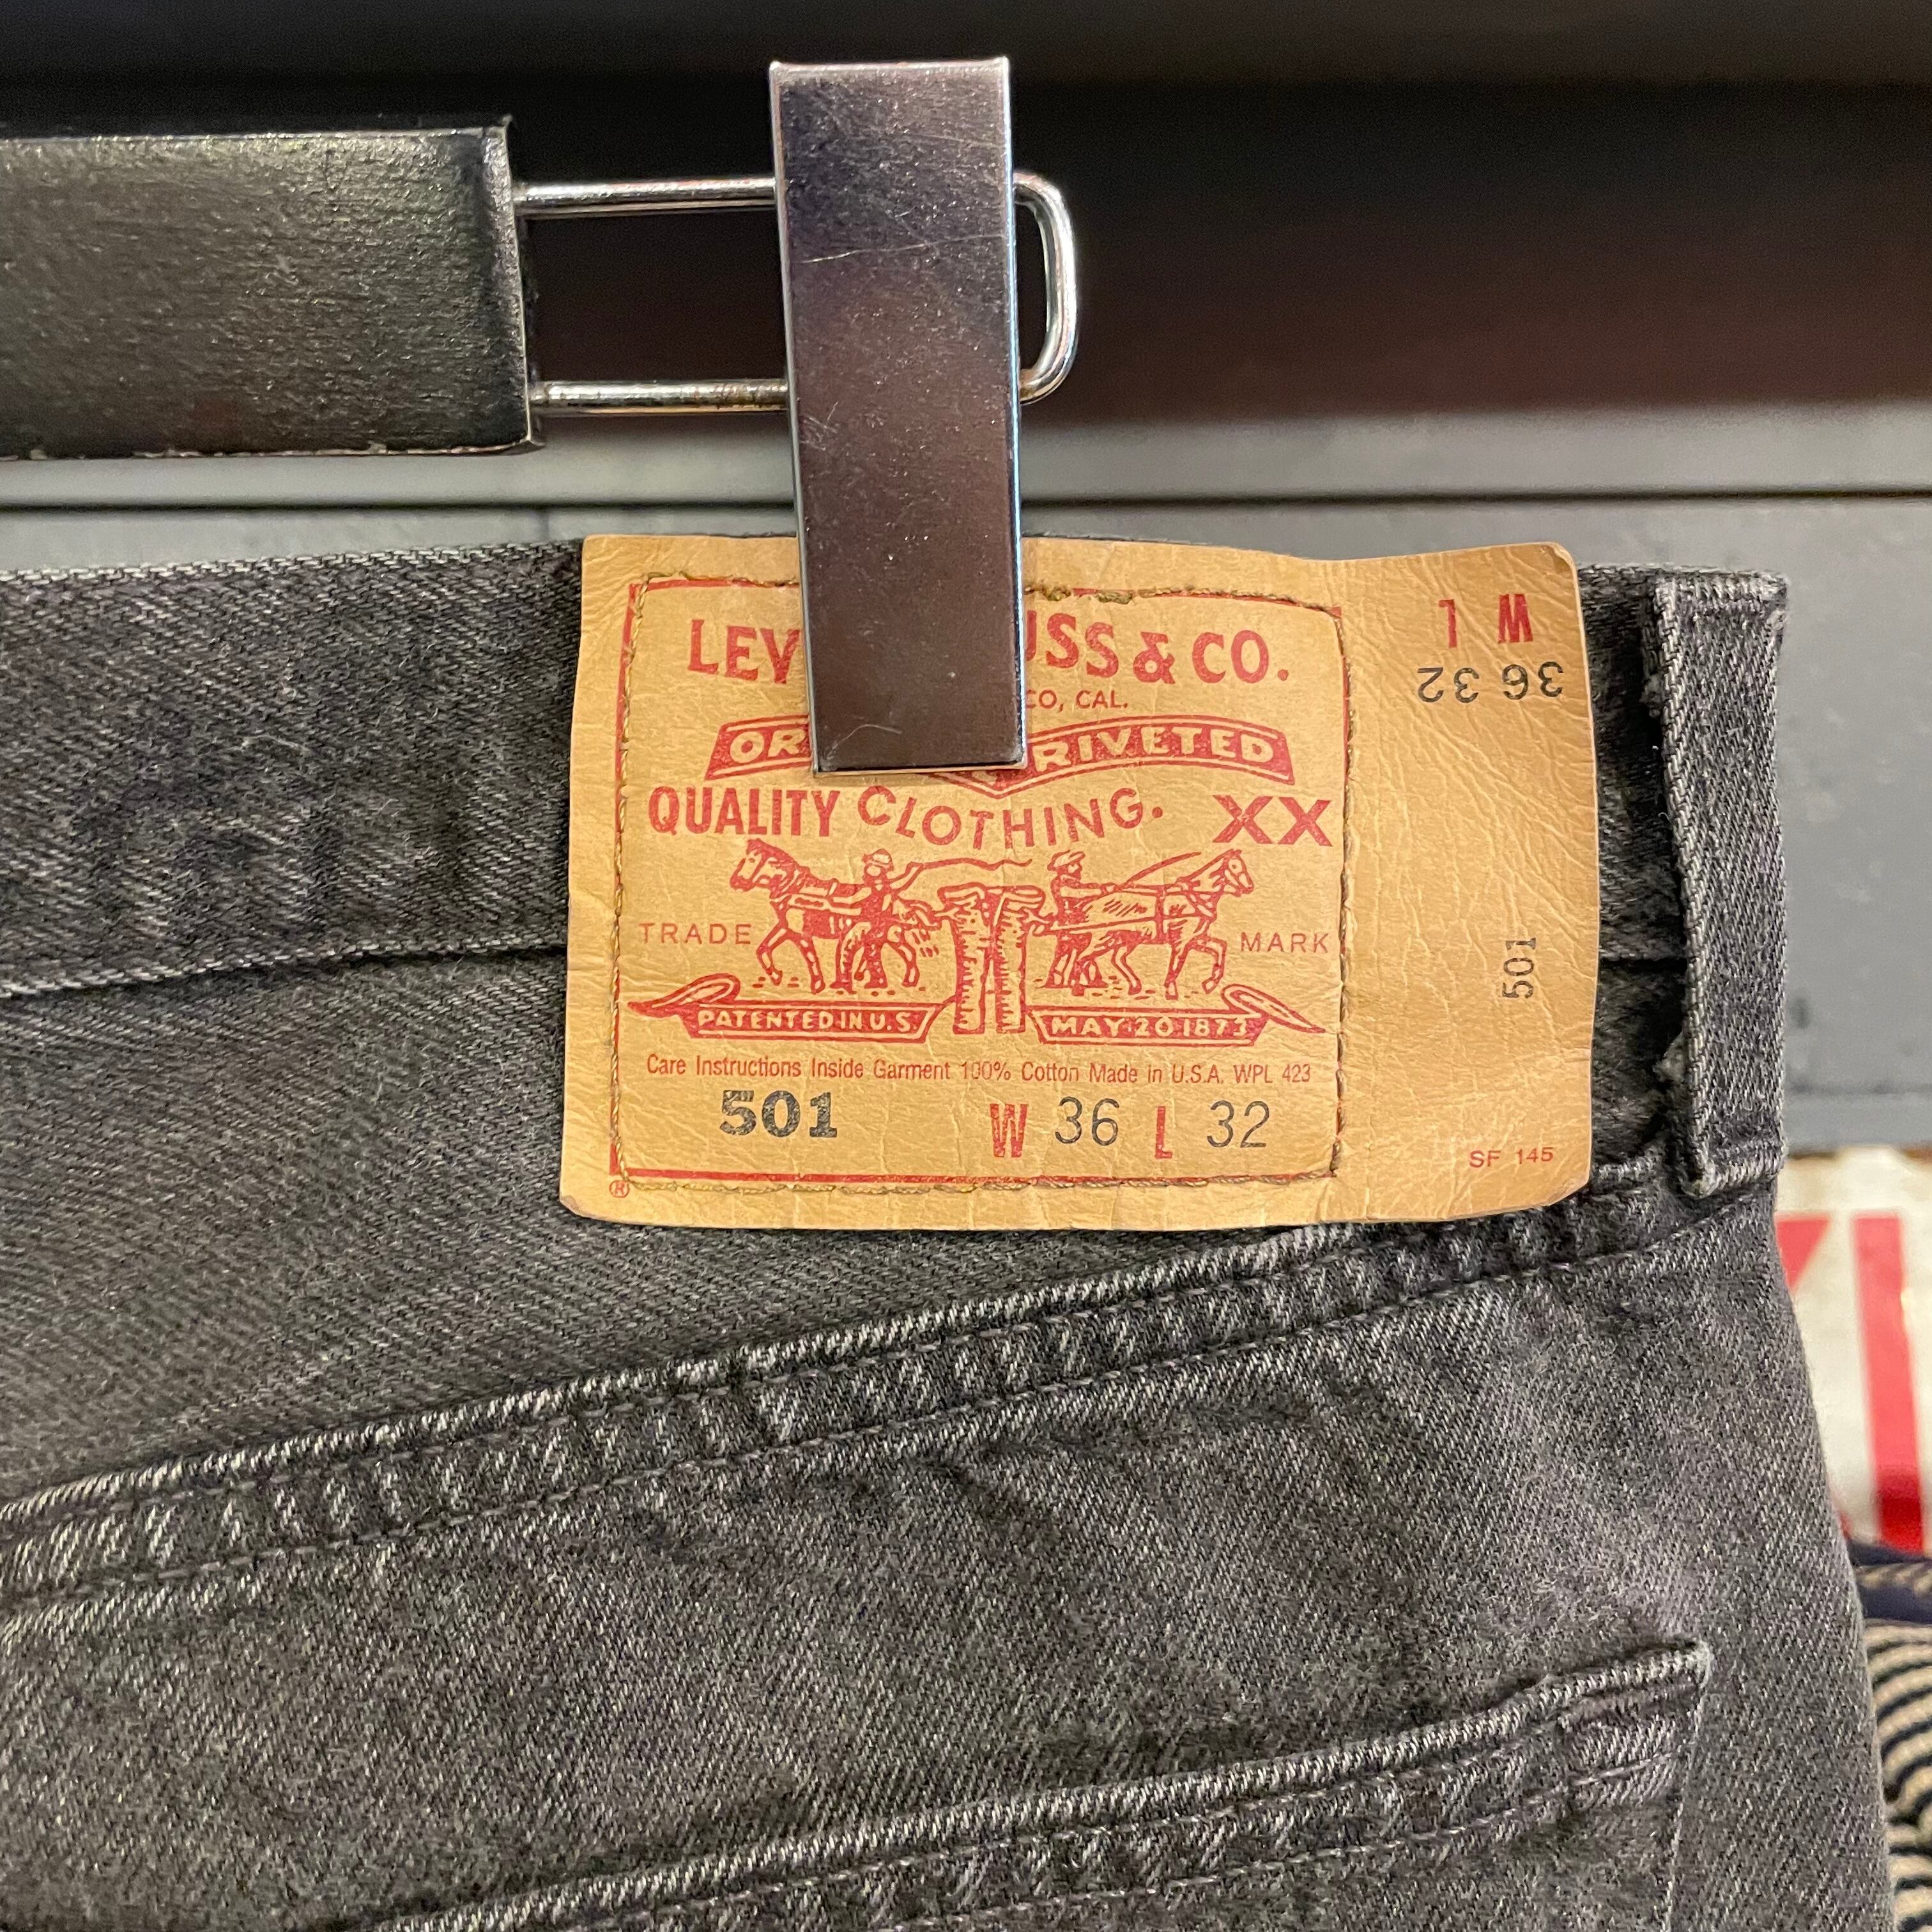 LEV USS & CO.
CO, CAL.
OR RIVETED
QUALITY CLOTHING. XX
TRADE MARK
PATENTED IN U.S. MAY 20 1873
Care Instructions Inside Garment 100% Cotton Made in U.S.A. WPL 423
501 W 36 L 32
®
W L
36 32
501
SF 145